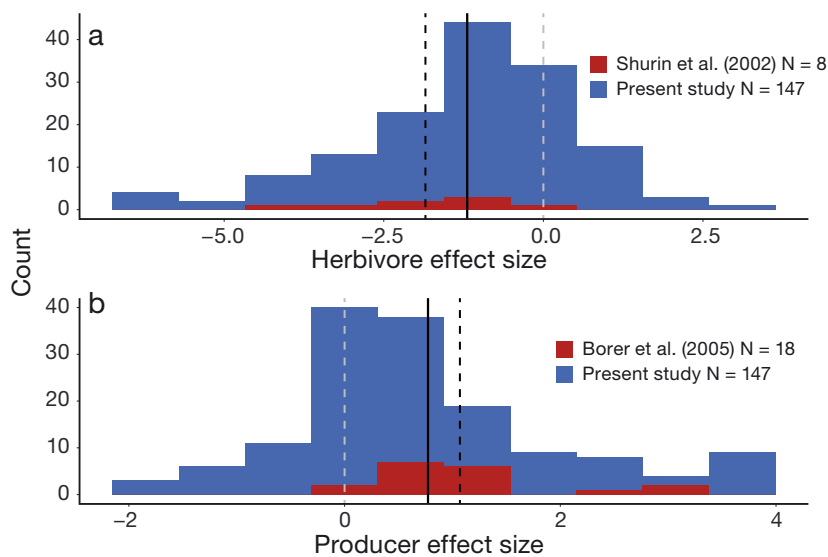 a
40
30
20
10
0
Shurin et al. (2002) N = 8
Present study N = 147
−5.0 −2.5 0.0 2.5
Herbivore effect size
Count
b
40
30
20
10
0
Borer et al. (2005) N = 18
Present study N = 147
−2 0 2 4
Producer effect size